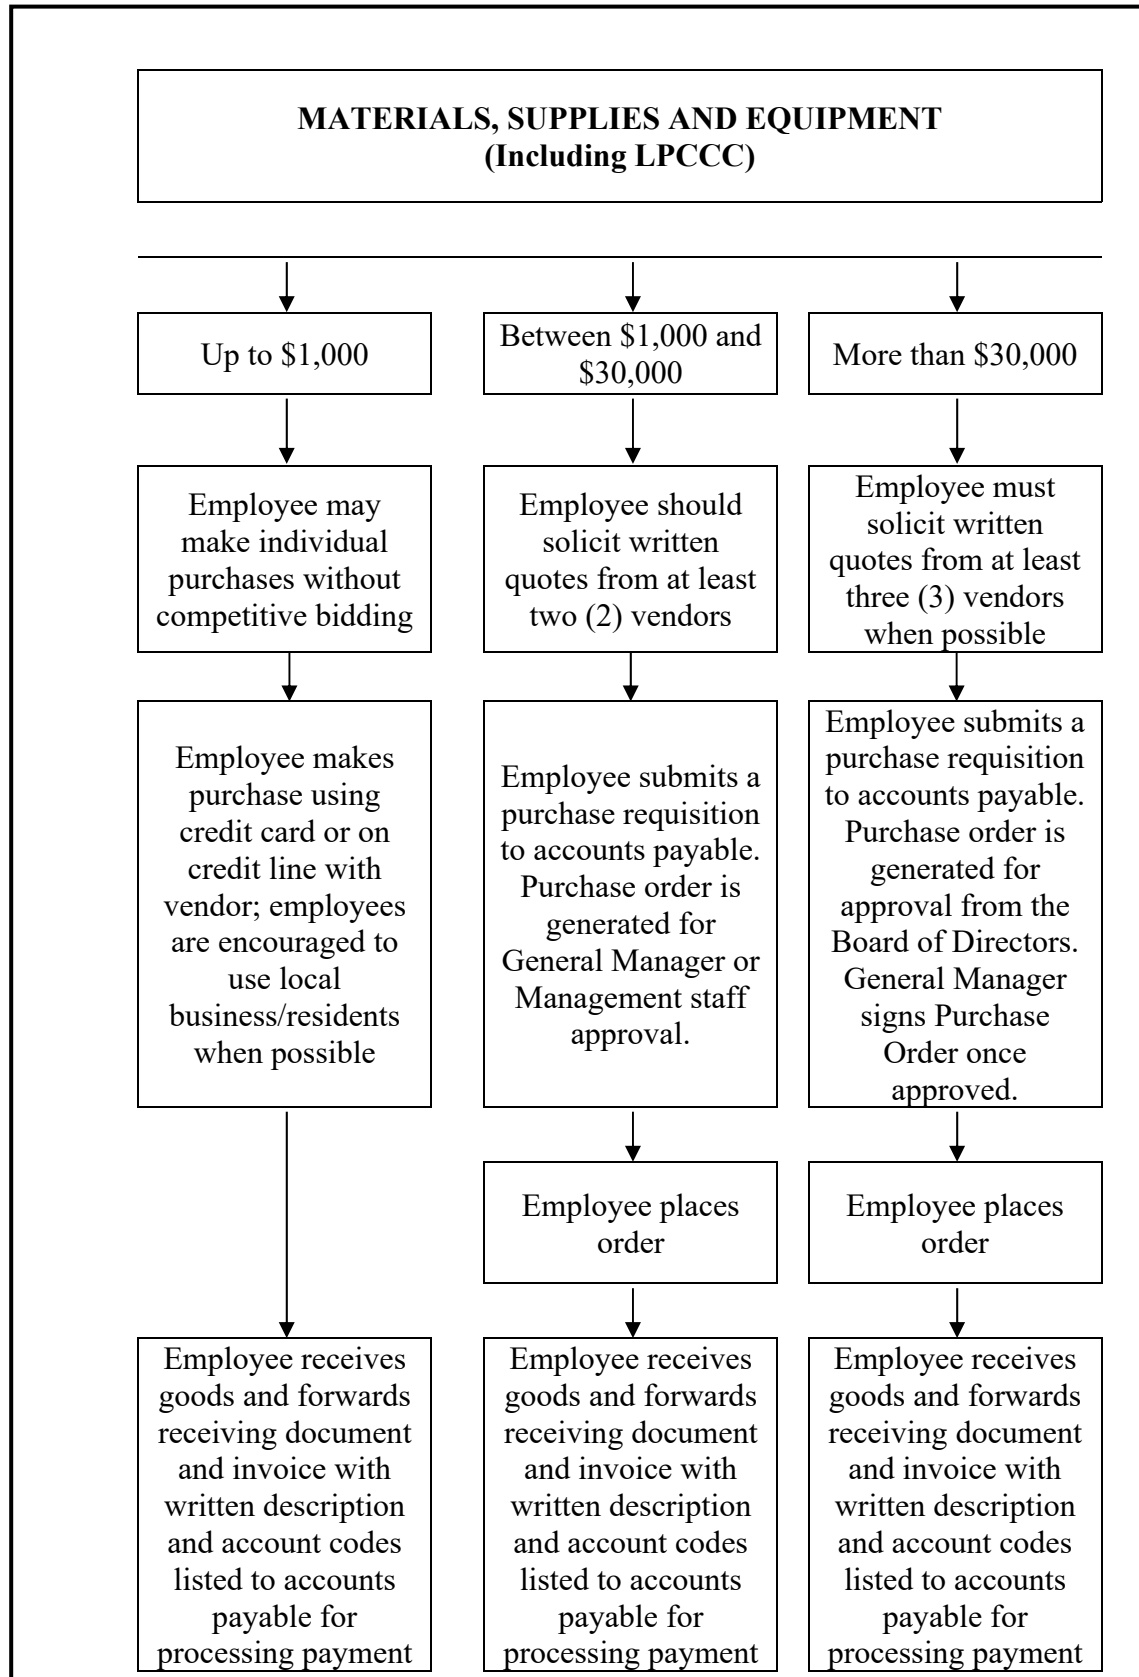 MATERIALS, SUPPLIES AND EQUIPMENT
(Including LPCCC)
Up to $1,000
Between $1,000 and
$30,000
More than $30,000
Employee may
make individual
purchases without
competitive bidding
Employee should
solicit written
quotes from at least
two (2) vendors
Employee must
solicit written
quotes from at least
three (3) vendors
when possible
Employee makes
purchase using
credit card or on
credit line with
vendor; employees
are encouraged to
use local
business/residents
when possible
Employee submits a
purchase requisition
to accounts payable.
Purchase order is
generated for
General Manager or
Management staff
approval.
Employee submits a
purchase requisition
to accounts payable.
Purchase order is
generated for
approval from the
Board of Directors.
General Manager
signs Purchase
Order once
approved.
Employee places
order
Employee places
order
Employee receives
goods and forwards
receiving document
and invoice with
written description
and account codes
listed to accounts
payable for
processing payment
Employee receives
goods and forwards
receiving document
and invoice with
written description
and account codes
listed to accounts
payable for
processing payment
Employee receives
goods and forwards
receiving document
and invoice with
written description
and account codes
listed to accounts
payable for
processing payment